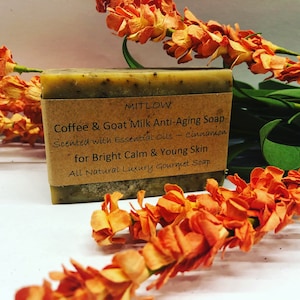 MITLOW
Coffee & Goat Milk Anti-Aging Soap
Scented with Essential Oils ~ Cinnamon
for Bright Calm & Young Skin
All Natural Luxury Gourmet Soap